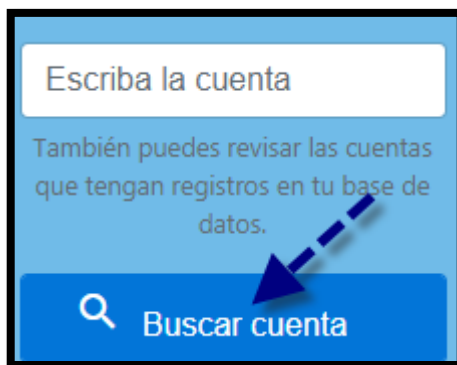 Escriba la cuenta
También puedes revisar las cuentas
que tengan registros en tu base de
datos.
Buscar cuenta